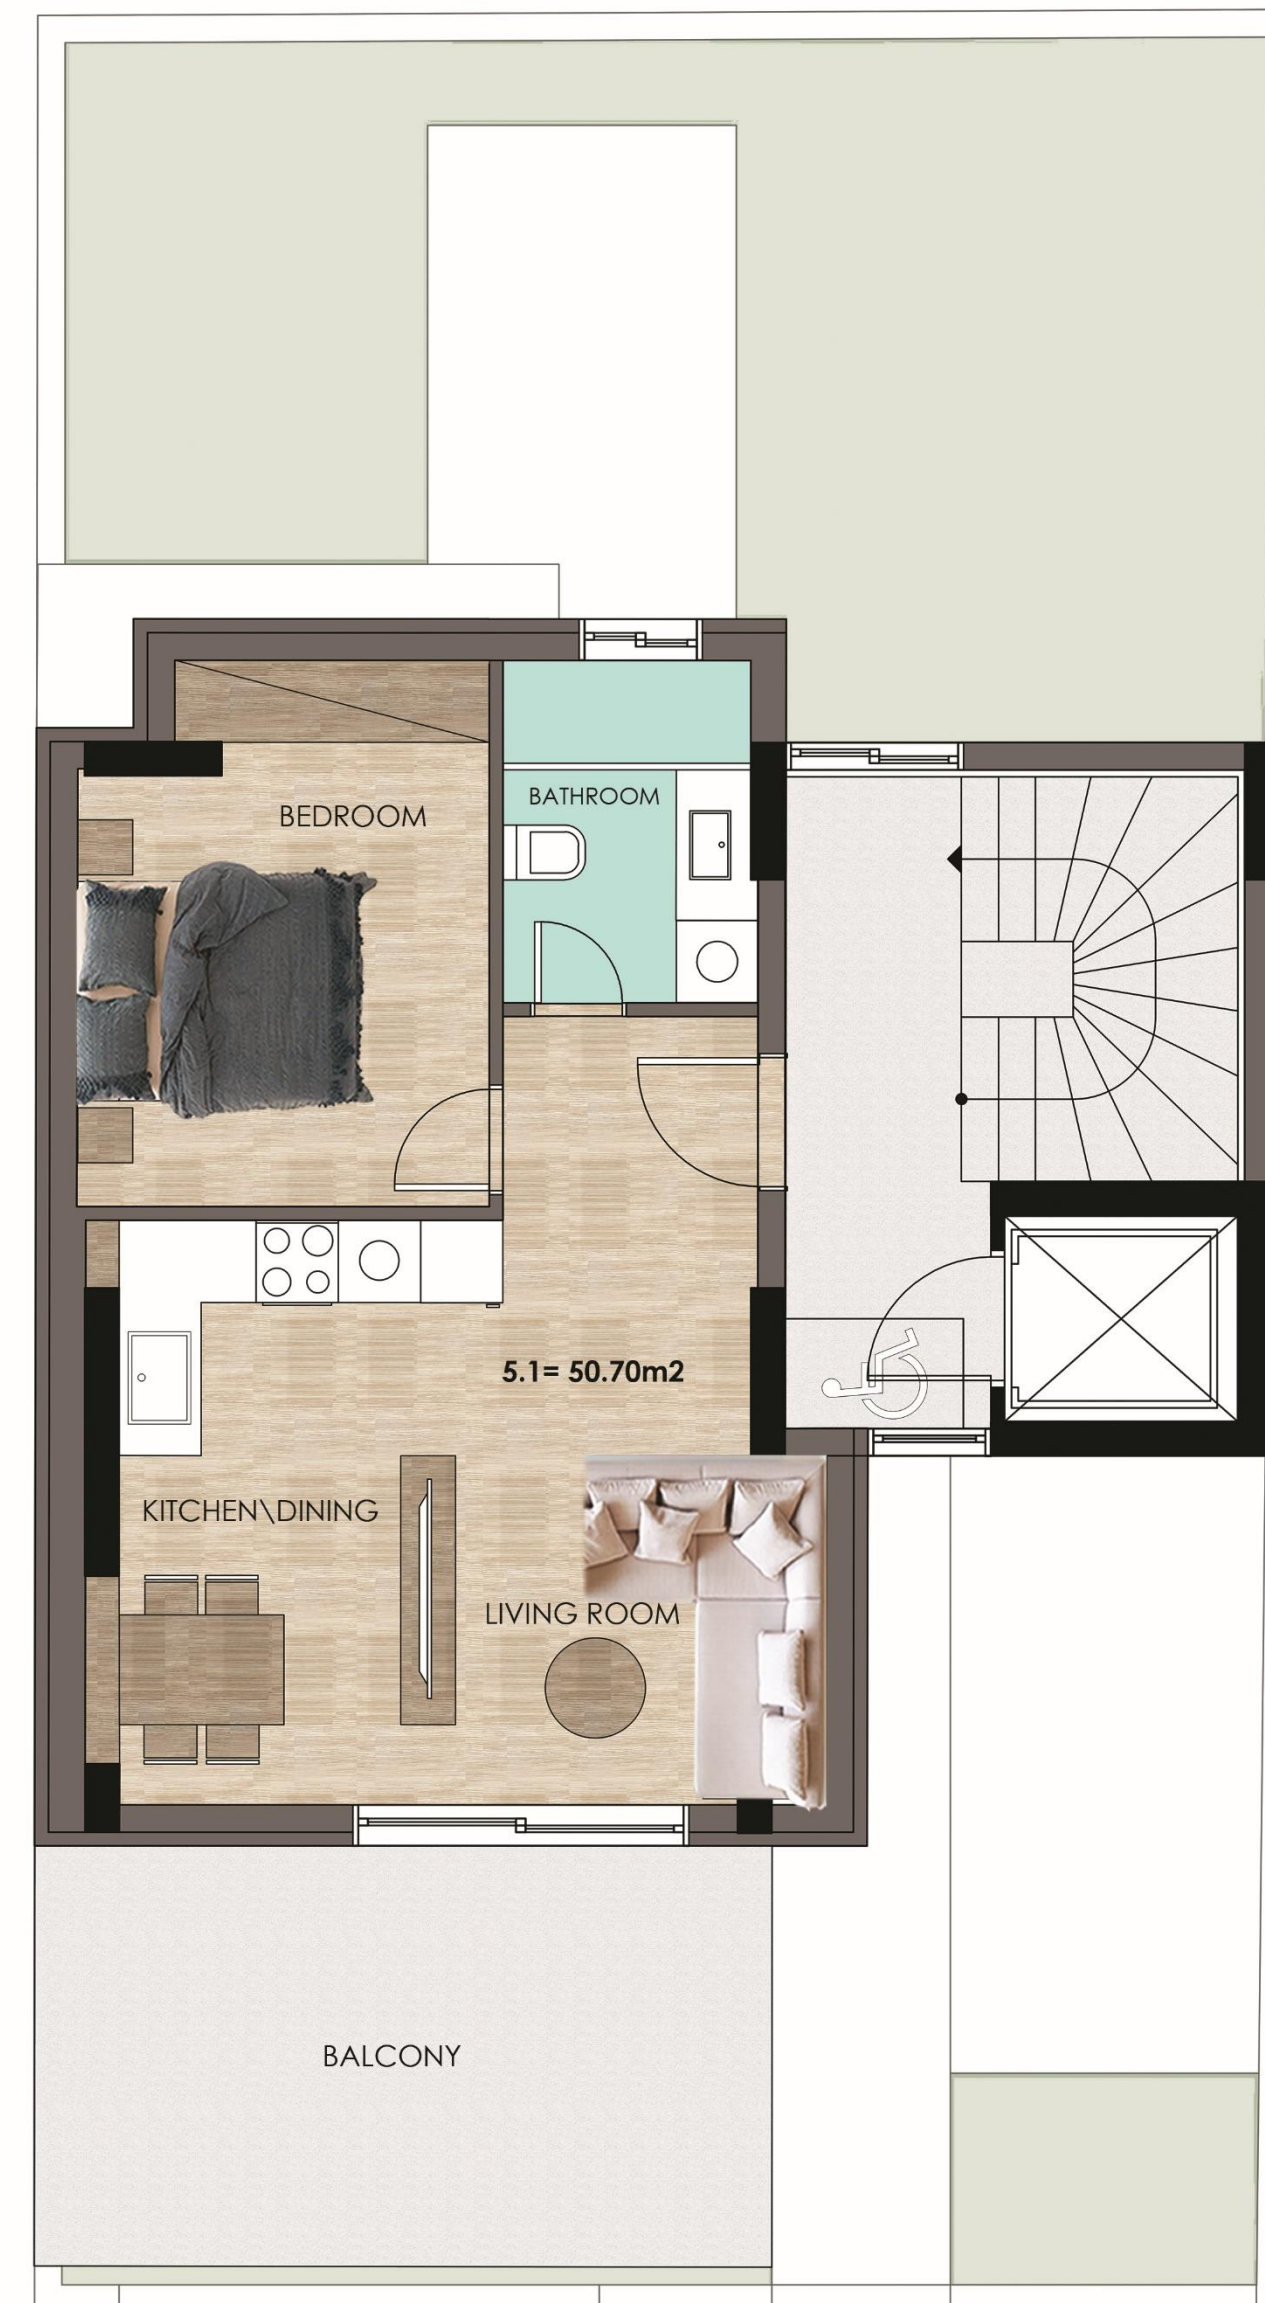 BEDROOM
BATHROOM
5.1= 50.70m2
KITCHEN\DINING
LIVING ROOM
BALCONY